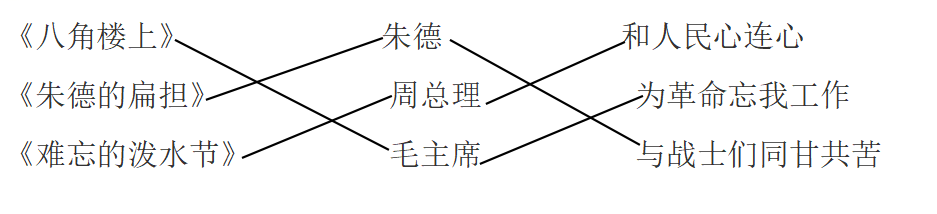 《八角楼上》 朱德 和人民心连心
《朱德的扁担》 周总理 为革命忘我工作
《难忘的泼水节》 毛主席 与战士们同甘共苦